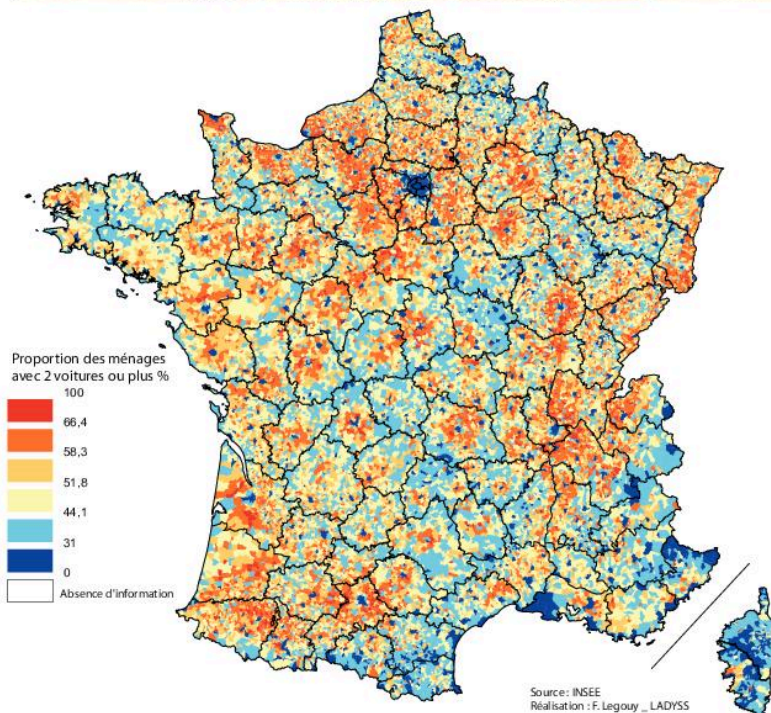 Proportion des ménages
avec 2 voitures ou plus %
100
66,4
58,3
51,8
44,1
31
0
Absence d'information
Source : INSEE
Réalisation : F. Legouy _ LADYSS